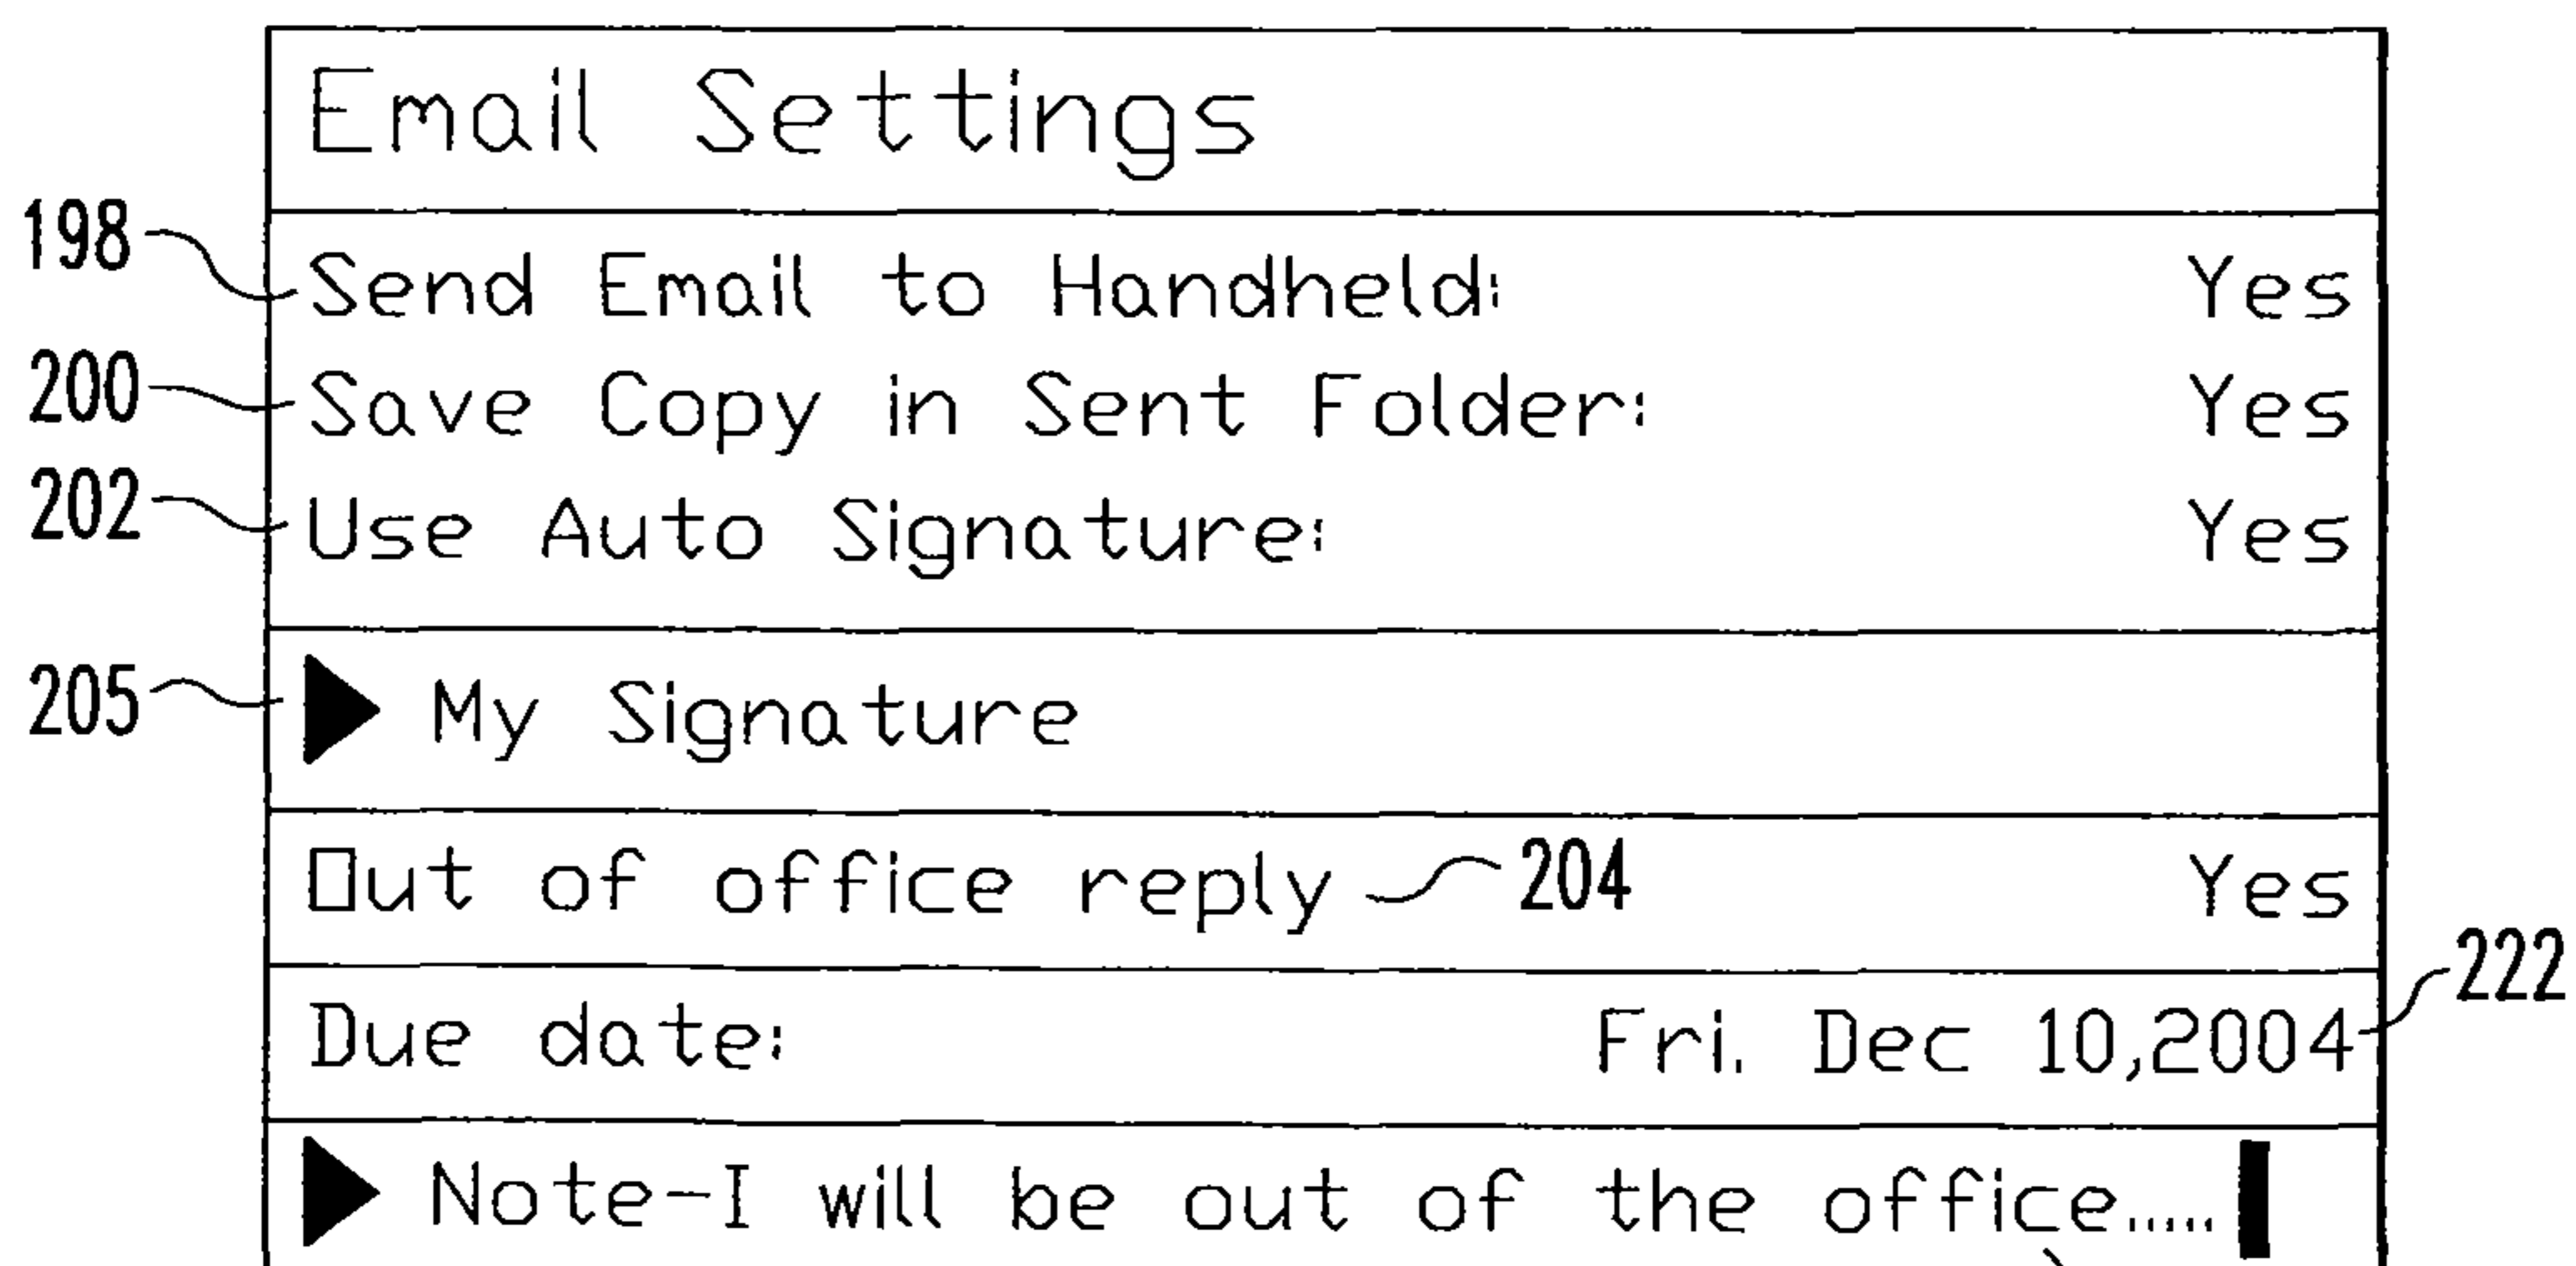 Email Settings
198 Send Email to Handheld: Yes
200 Save Copy in Sent Folder: Yes
202 Use Auto Signature: Yes
205 My Signature
Out of office reply 204 Yes
222
Due date: Fri. Dec 10,2004
Note-I will be out of the office.....